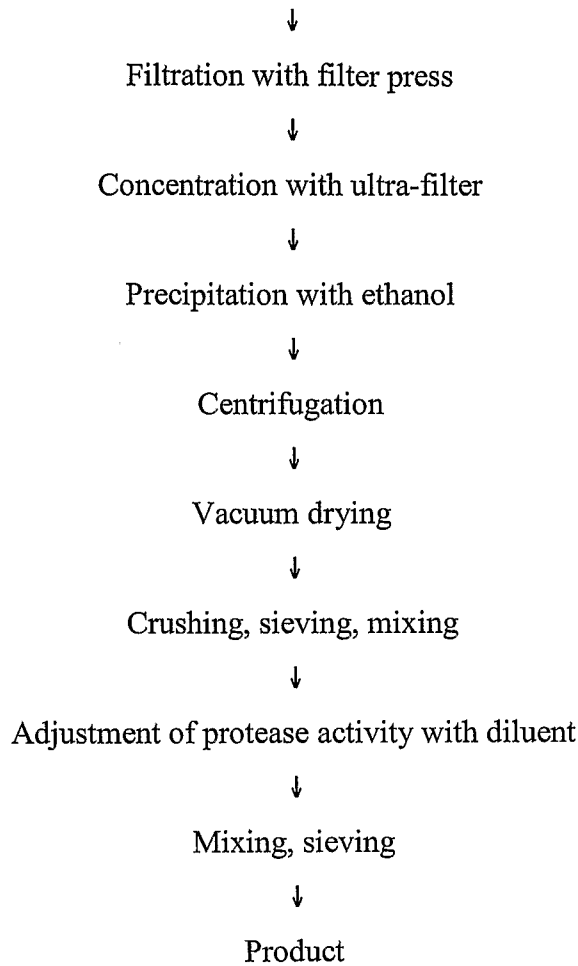 ↓
Filtration with filter press
↓
Concentration with ultra-filter
↓
Precipitation with ethanol
↓
Centrifugation
↓
Vacuum drying
↓
Crushing, sieving, mixing
↓
Adjustment of protease activity with diluent
↓
Mixing, sieving
↓
Product